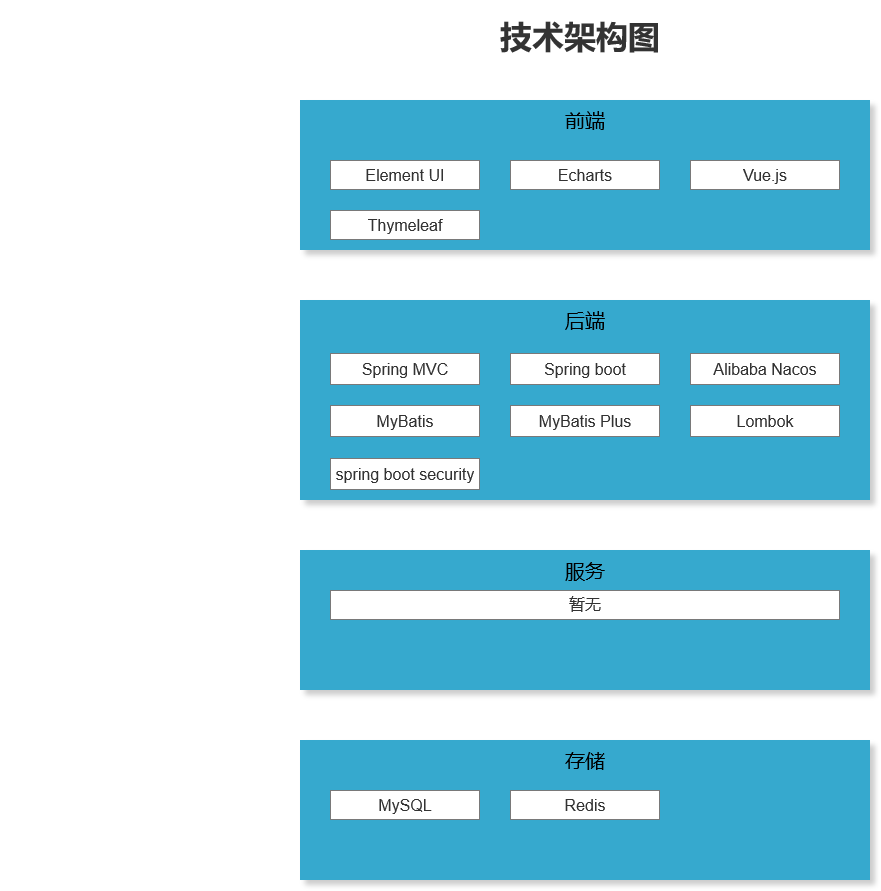 技术架构图
前端
Element UI
Echarts
Vue.js
Thymeleaf
后端
Spring MVC
Spring boot
Alibaba Nacos
MyBatis
MyBatis Plus
Lombok
spring boot security
服务
暂无
存储
MySQL
Redis